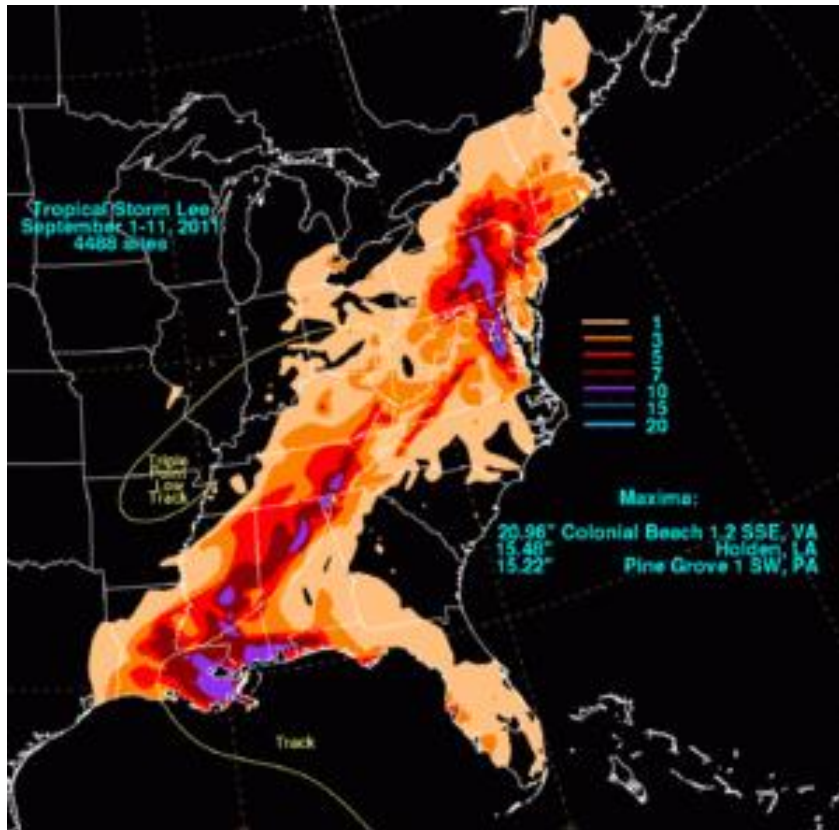 Tropical Storm Lee
September 1-11, 2011
4488 sites
1
3
5
7
10
15
20
Triple
Point
Low
Track
Maxima:
20.96" Colonial Beach 1.2 SSE, VA
15.48" Holden, LA
15.22" Pine Grove 1 SW, PA
Track